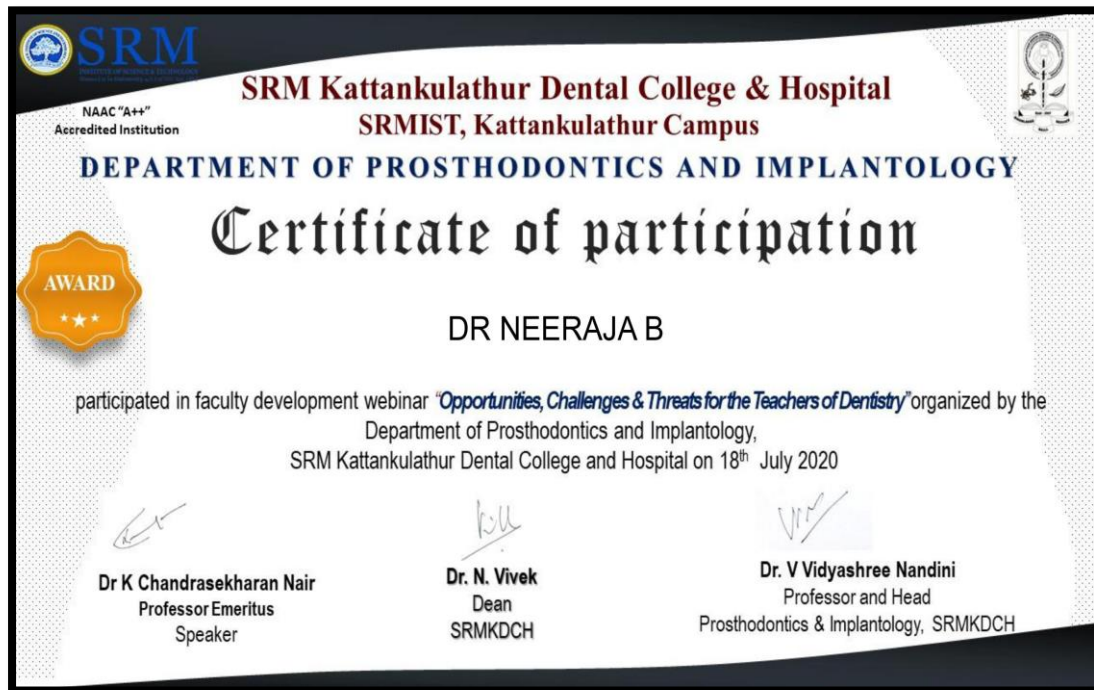 SRM
NAAC "A++"
Accredited Institution
SRM Kattankulathur Dental College & Hospital
SRMIST, Kattankulathur Campus
DEPARTMENT OF PROSTHODONTICS AND IMPLANTOLOGY
Certificate of participation
AWARD
DR NEERAJA B
participated in faculty development webinar "Opportunities, Challenges & Threats for the Teachers of Dentistry" organized by the
Department of Prosthodontics and Implantology,
SRM Kattankulathur Dental College and Hospital on 18th July 2020
Dr K Chandrasekharan Nair
Professor Emeritus
Speaker
Dr. N. Vivek
Dean
SRMKDCH
Dr. V Vidyashree Nandini
Professor and Head
Prosthodontics & Implantology, SRMKDCH